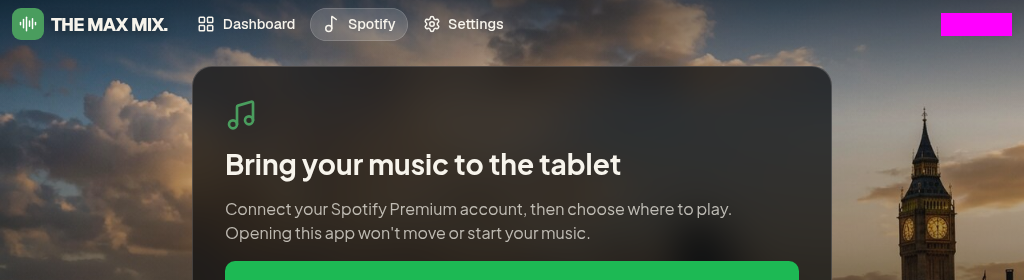 THE MAX MIX.
Dashboard
Spotify
Settings
Bring your music to the tablet
Connect your Spotify Premium account, then choose where to play.
Opening this app won't move or start your music.